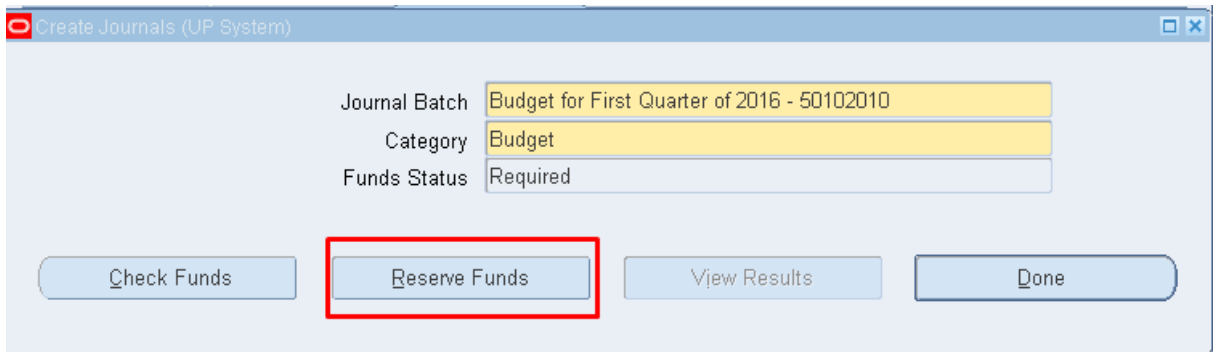 Create Journals (UP System)
Journal Batch Budget for First Quarter of 2016 - 50102010
Category Budget
Funds Status Required
Check Funds Reserve Funds View Results Done